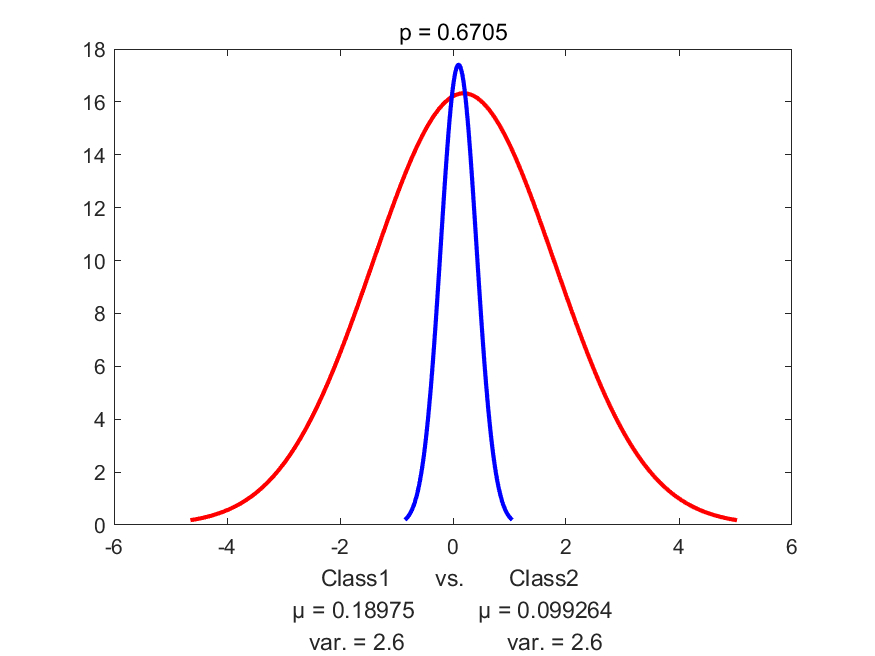 p = 0.6705
18
16
14
12
10
8
6
4
2
0
-6 -4 -2 0 2 4 6
Class1 vs. Class2
μ = 0.18975 μ = 0.099264
var. = 2.6 var. = 2.6